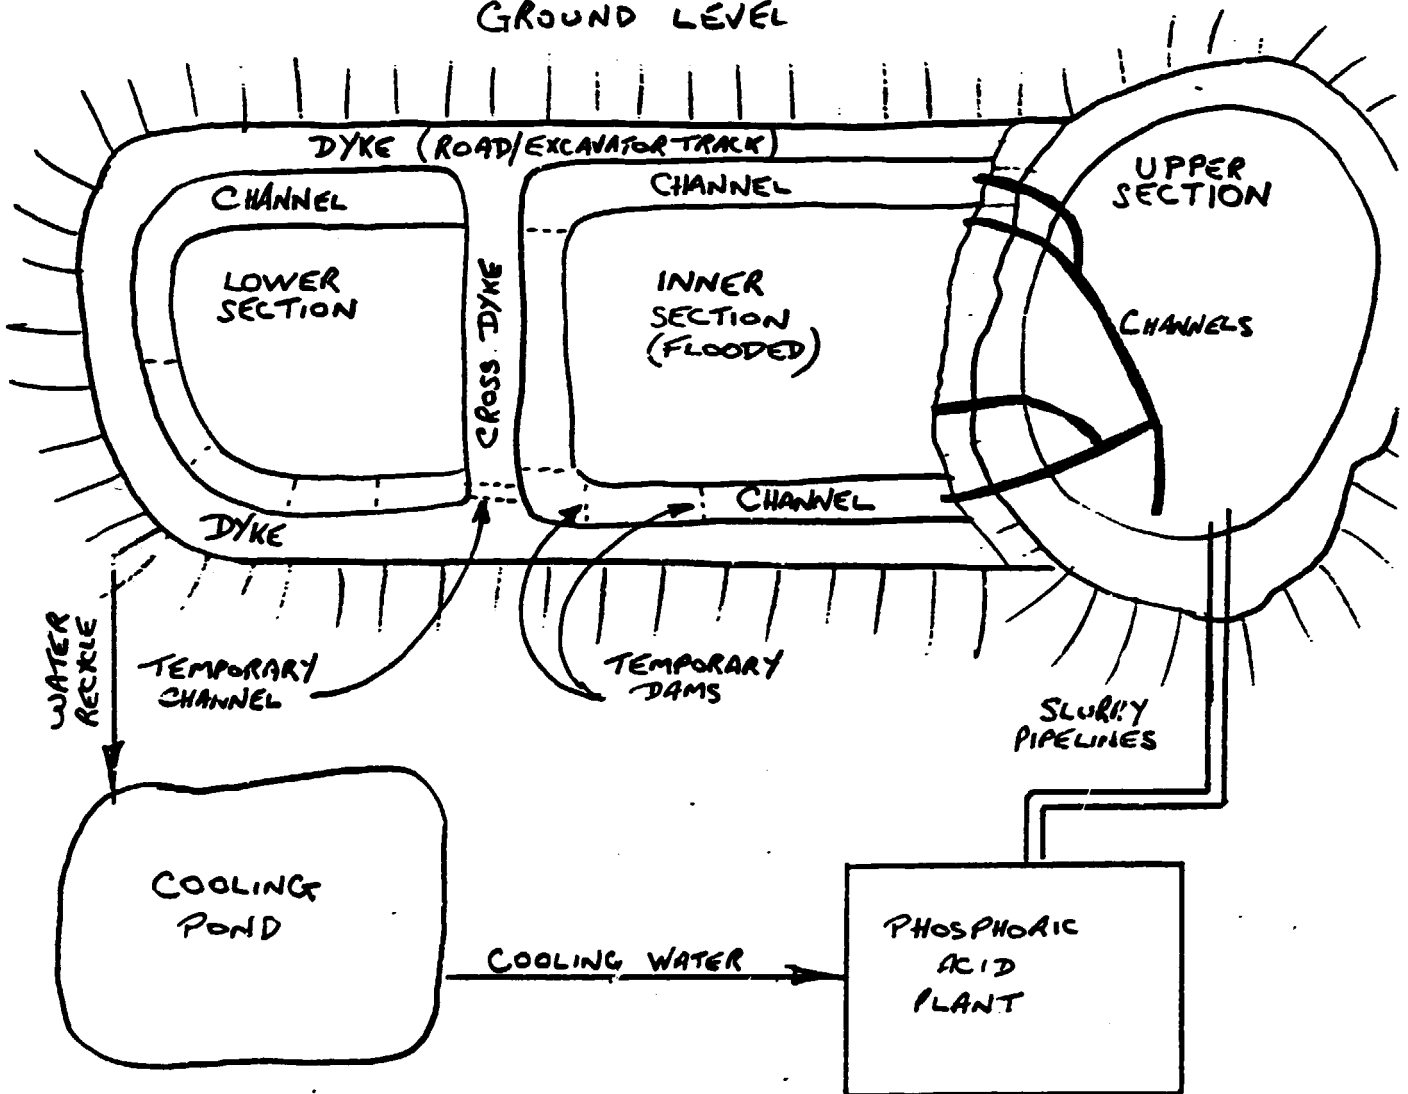 GROUND LEVEL
DYKE (ROAD/EXCAVATOR TRACK)
CHANNEL
CHANNEL
UPPER
SECTION
LOWER
SECTION
CROSS DYKE
INNER
SECTION
(FLOODED)
CHANNELS
CHANNEL
DYKE
WATER
RECYCLE
TEMPORARY
CHANNEL
TEMPORARY
DAMS
SLURRY
PIPELINES
COOLING
POND
COOLING WATER
PHOSPHORIC
ACID
PLANT